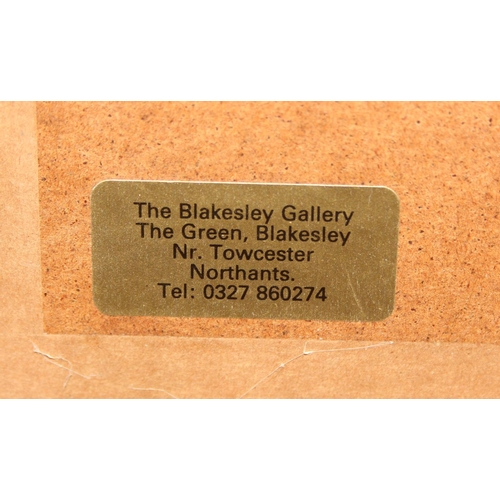 The Blakesley Gallery
The Green, Blakesley
Nr. Towcester
Northants.
Tel: 0327 860274